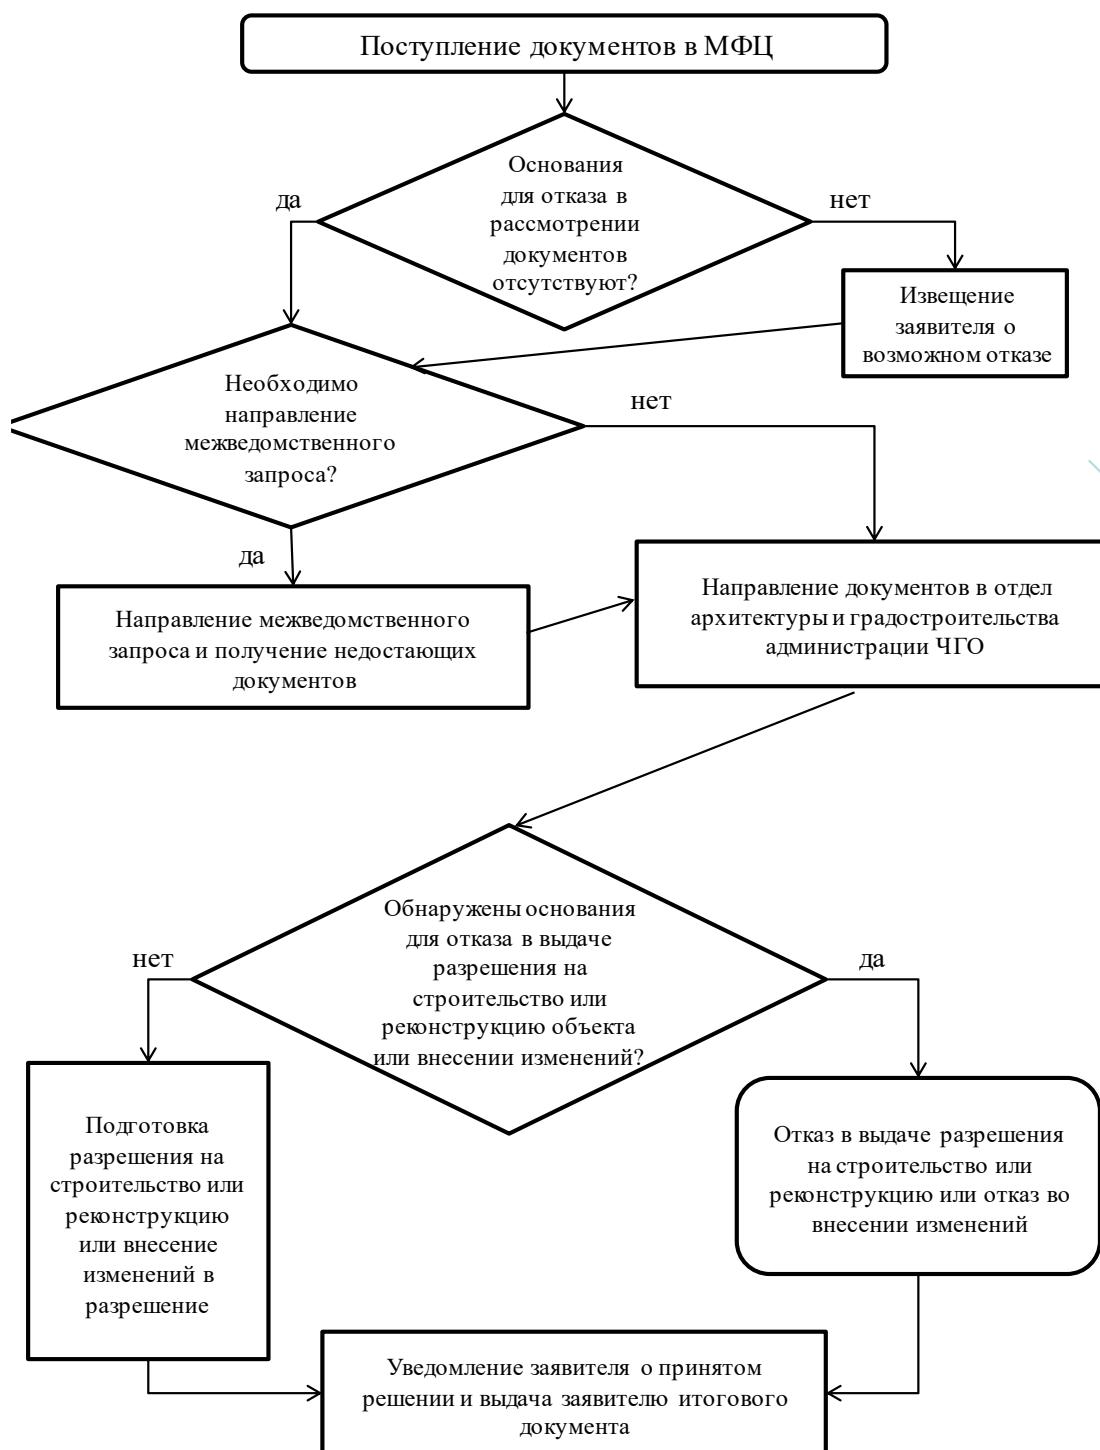 Поступление документов в МФЦ
Основания
для отказа в
рассмотрении
документов
отсутствуют?
да
нет
Извещение
заявителя о
возможном отказе
Необходимо
направление
межведомственного
запроса?
нет
да
Направление межведомственного
запроса и получение недостающих
документов
Направление документов в отдел
архитектуры и градостроительства
администрации ЧГО
Обнаружены основания
для отказа в выдаче
разрешения на
строительство или
реконструкцию объекта
или внесении изменений?
нет
да
Подготовка
разрешения на
строительство или
реконструкцию
или внесение
изменений в
разрешение
Отказ в выдаче разрешения
на строительство или
реконструкцию или отказ во
внесении изменений
Уведомление заявителя о принятом
решении и выдача заявителю итогового
документа